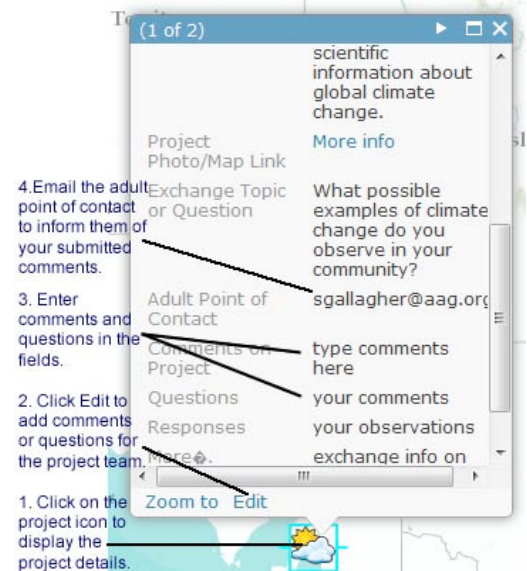 Te
(1 of 2)
scientific
information about
global climate
change.
Project
Photo/Map Link
More info
Exchange Topic
or Question
What possible
examples of climate
change do you
observe in your
community?
Adult Point of
Contact
sgallagher@aag.org
Comments on
Project
type comments
here
Questions
your comments
Responses
your observations
More�.
exchange info on
Zoom to Edit
4.Email the adult
point of contact
to inform them of
your submitted
comments.
3. Enter
comments and
questions in the
fields.
2. Click Edit to
add comments
or questions for
the project team.
1. Click on the
project icon to
display the
project details.